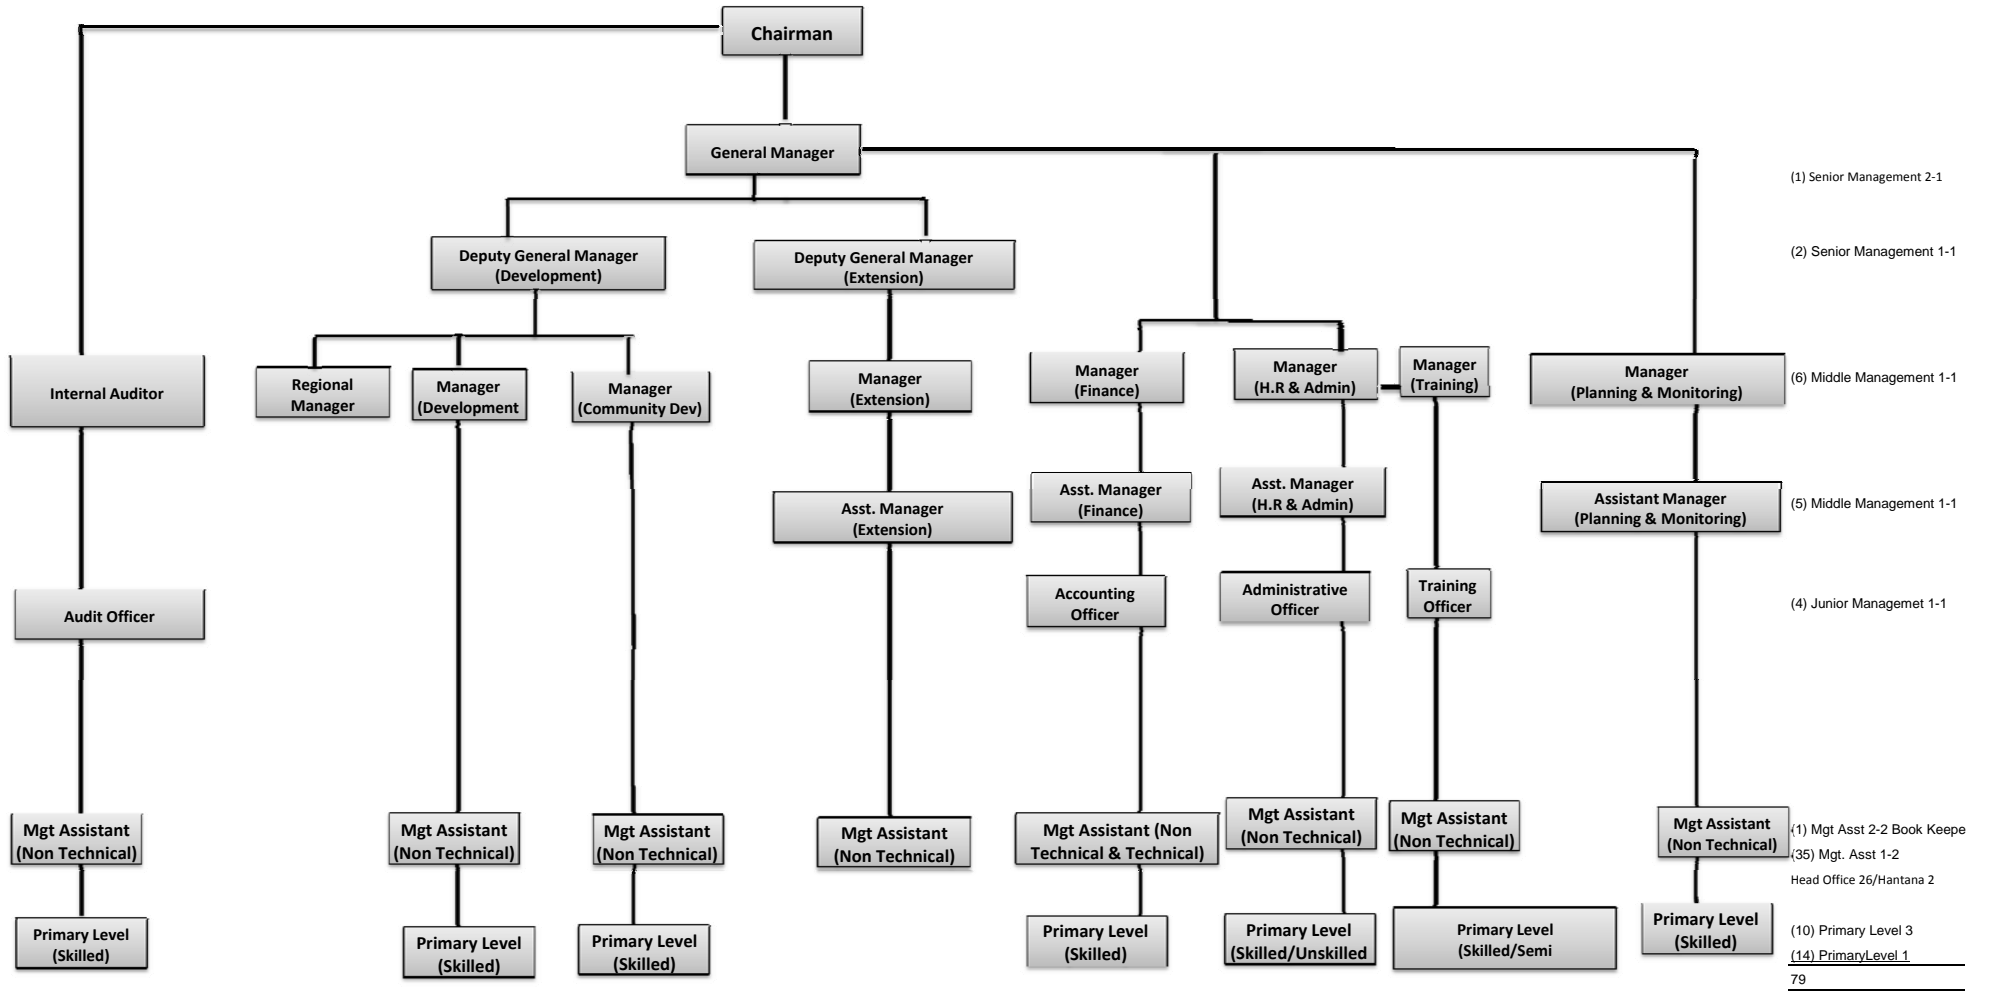 Chairman
General Manager
(1) Senior Management 2-1
Deputy General Manager
(Development)
Deputy General Manager
(Extension)
(2) Senior Management 1-1
Internal Auditor
Regional
Manager
Manager
(Development
Manager
(Community Dev)
Manager
(Extension)
Manager
(Finance)
Manager
(H.R & Admin)
Manager
(Training)
Manager
(Planning & Monitoring)
(6) Middle Management 1-1
Asst. Manager
(Extension)
Asst. Manager
(Finance)
Asst. Manager
(H.R & Admin)
Assistant Manager
(Planning & Monitoring)
(5) Middle Management 1-1
Audit Officer
Accounting
Officer
Administrative
Officer
Training
Officer
(4) Junior Managemet 1-1
Mgt Assistant
(Non Technical)
Mgt Assistant
(Non Technical)
Mgt Assistant
(Non Technical)
Mgt Assistant
(Non Technical)
Mgt Assistant (Non
Technical & Technical)
Mgt Assistant
(Non Technical)
Mgt Assistant
(Non Technical)
Mgt Assistant
(Non Technical)
(1) Mgt Asst 2-2 Book Keepe
(35) Mgt. Asst 1-2
Head Office 26/Hantana 2
Primary Level
(Skilled)
Primary Level
(Skilled)
Primary Level
(Skilled)
Primary Level
(Skilled)
Primary Level
(Skilled/Unskilled
Primary Level
(Skilled/Semi
Primary Level
(Skilled)
(10) Primary Level 3
(14) PrimaryLevel 1
79